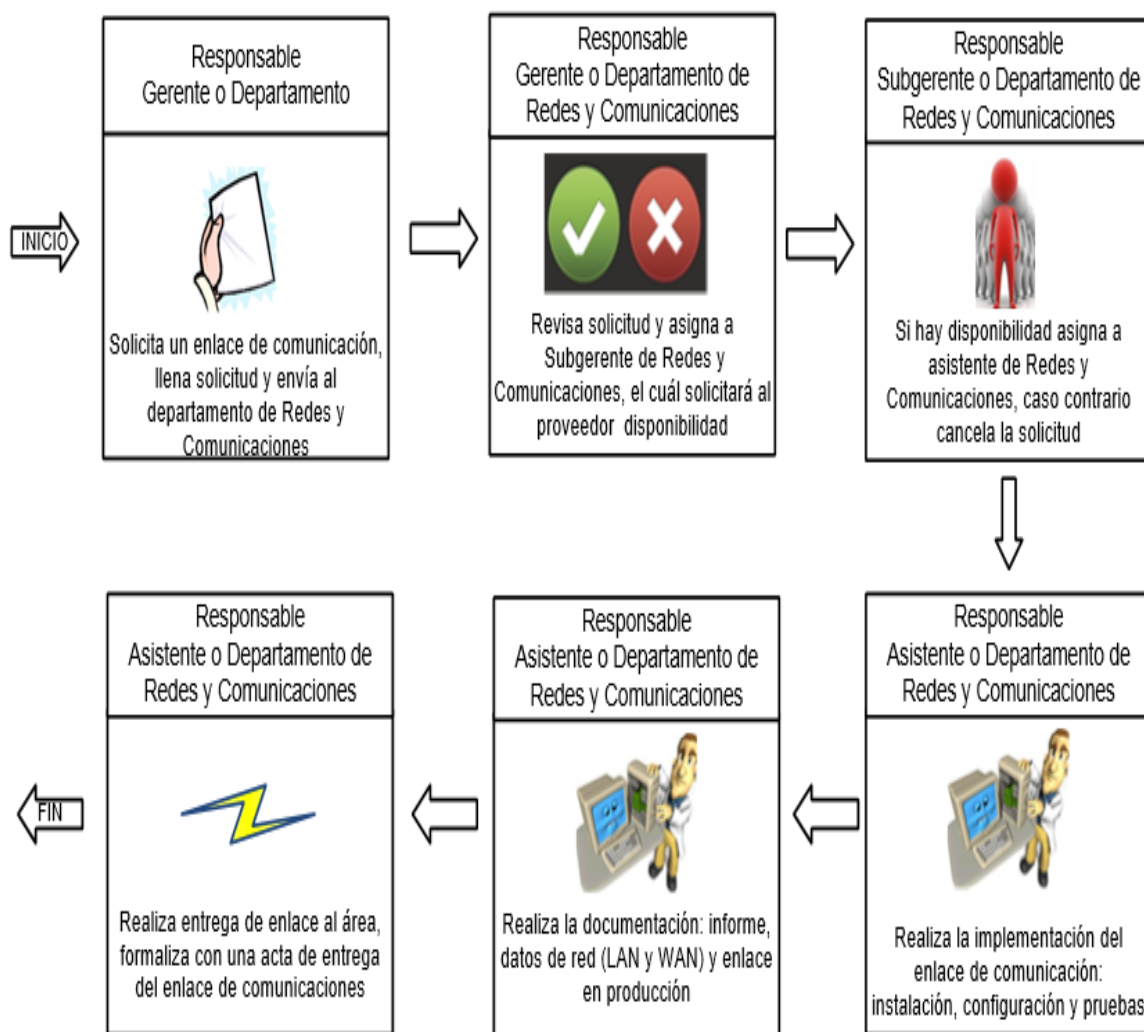 INICIO
Responsable
Gerente o Departamento
Solicita un enlace de comunicación,
llena solicitud y envía al
departamento de Redes y
Comunicaciones
Responsable
Gerente o Departamento de
Redes y Comunicaciones
Revisa solicitud y asigna a
Subgerente de Redes y
Comunicaciones, el cuál solicitará al
proveedor disponibilidad
Responsable
Subgerente o Departamento de
Redes y Comunicaciones
Si hay disponibilidad asigna a
asistente de Redes y
Comunicaciones, caso contrario
cancela la solicitud
Responsable
Asistente o Departamento de
Redes y Comunicaciones
Realiza la implementación del
enlace de comunicación:
instalación, configuración y pruebas
Responsable
Asistente o Departamento de
Redes y Comunicaciones
Realiza la documentación: informe,
datos de red (LAN y WAN) y enlace
en producción
Responsable
Asistente o Departamento de
Redes y Comunicaciones
Realiza entrega de enlace al área,
formaliza con una acta de entrega
del enlace de comunicaciones
FIN